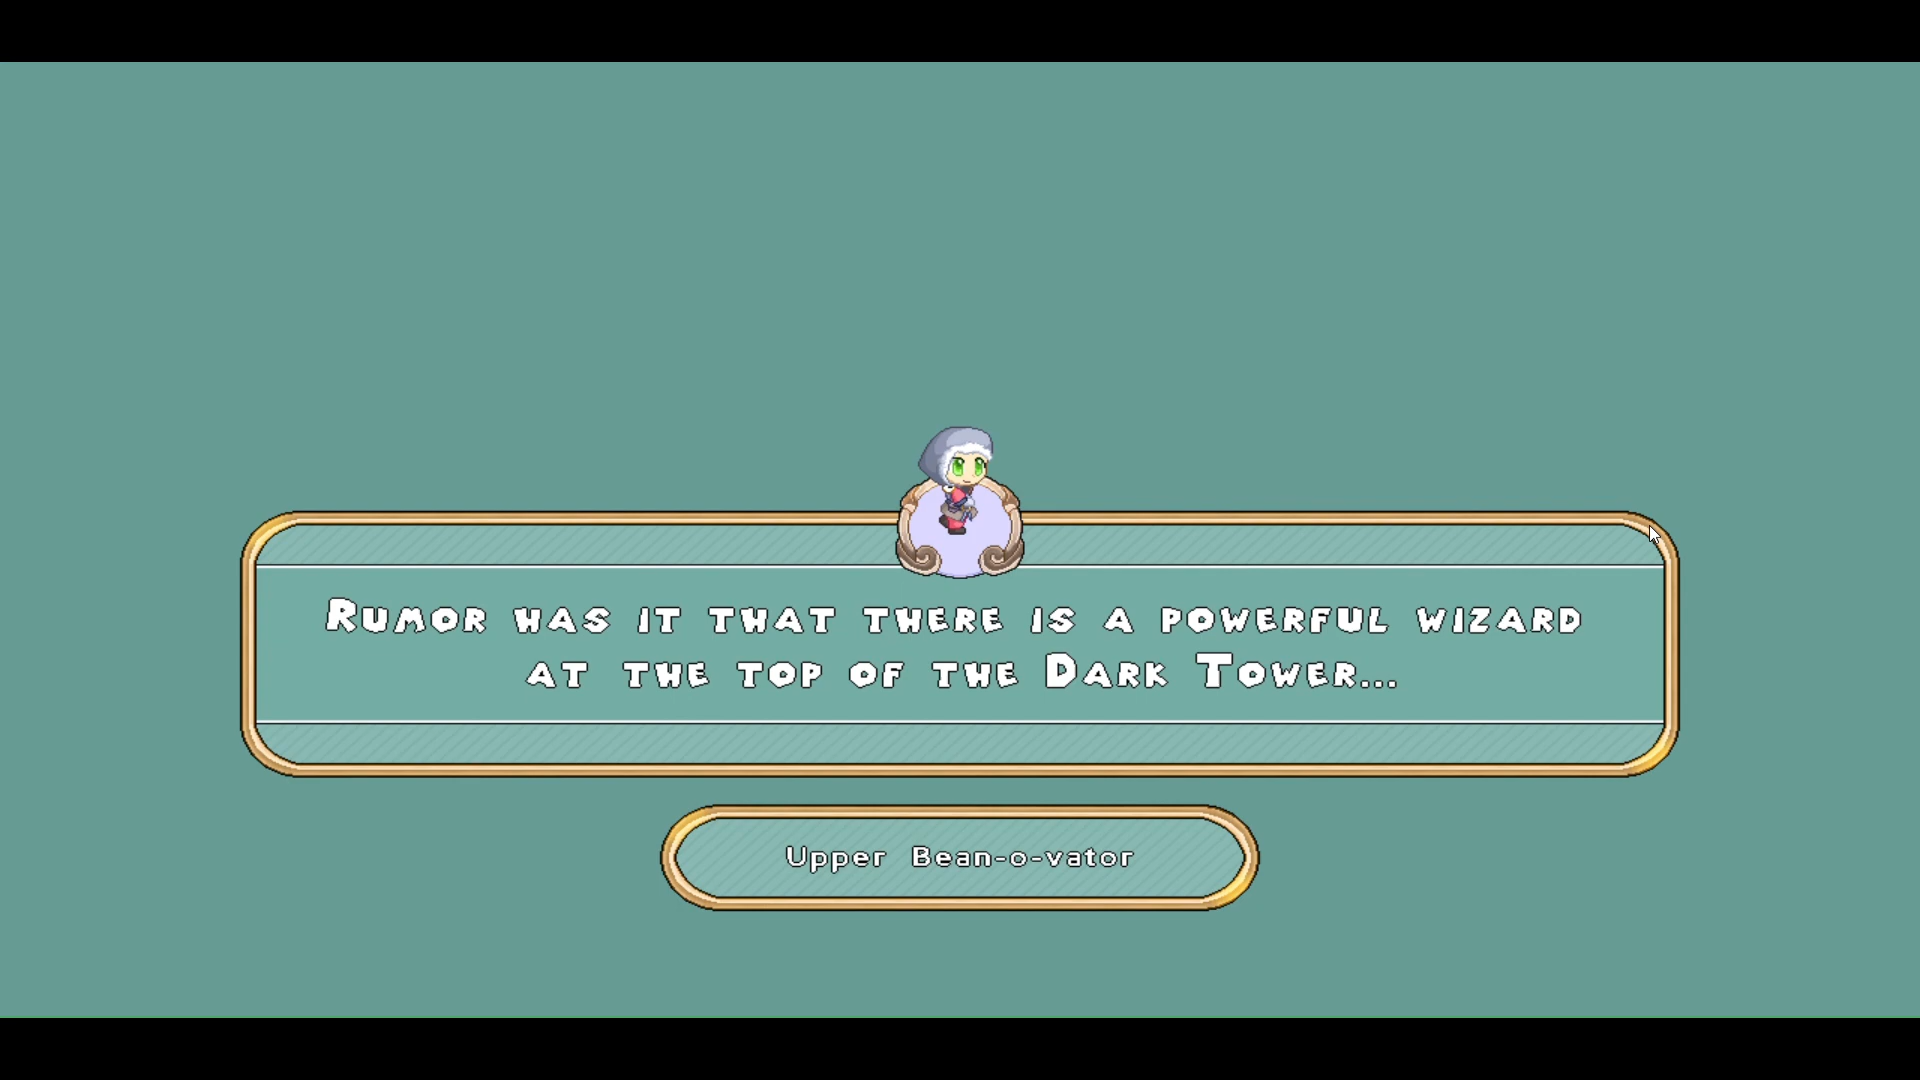 Rumor has it that there is a powerful wizard
at the top of the Dark Tower...
Upper Bean-o-vator